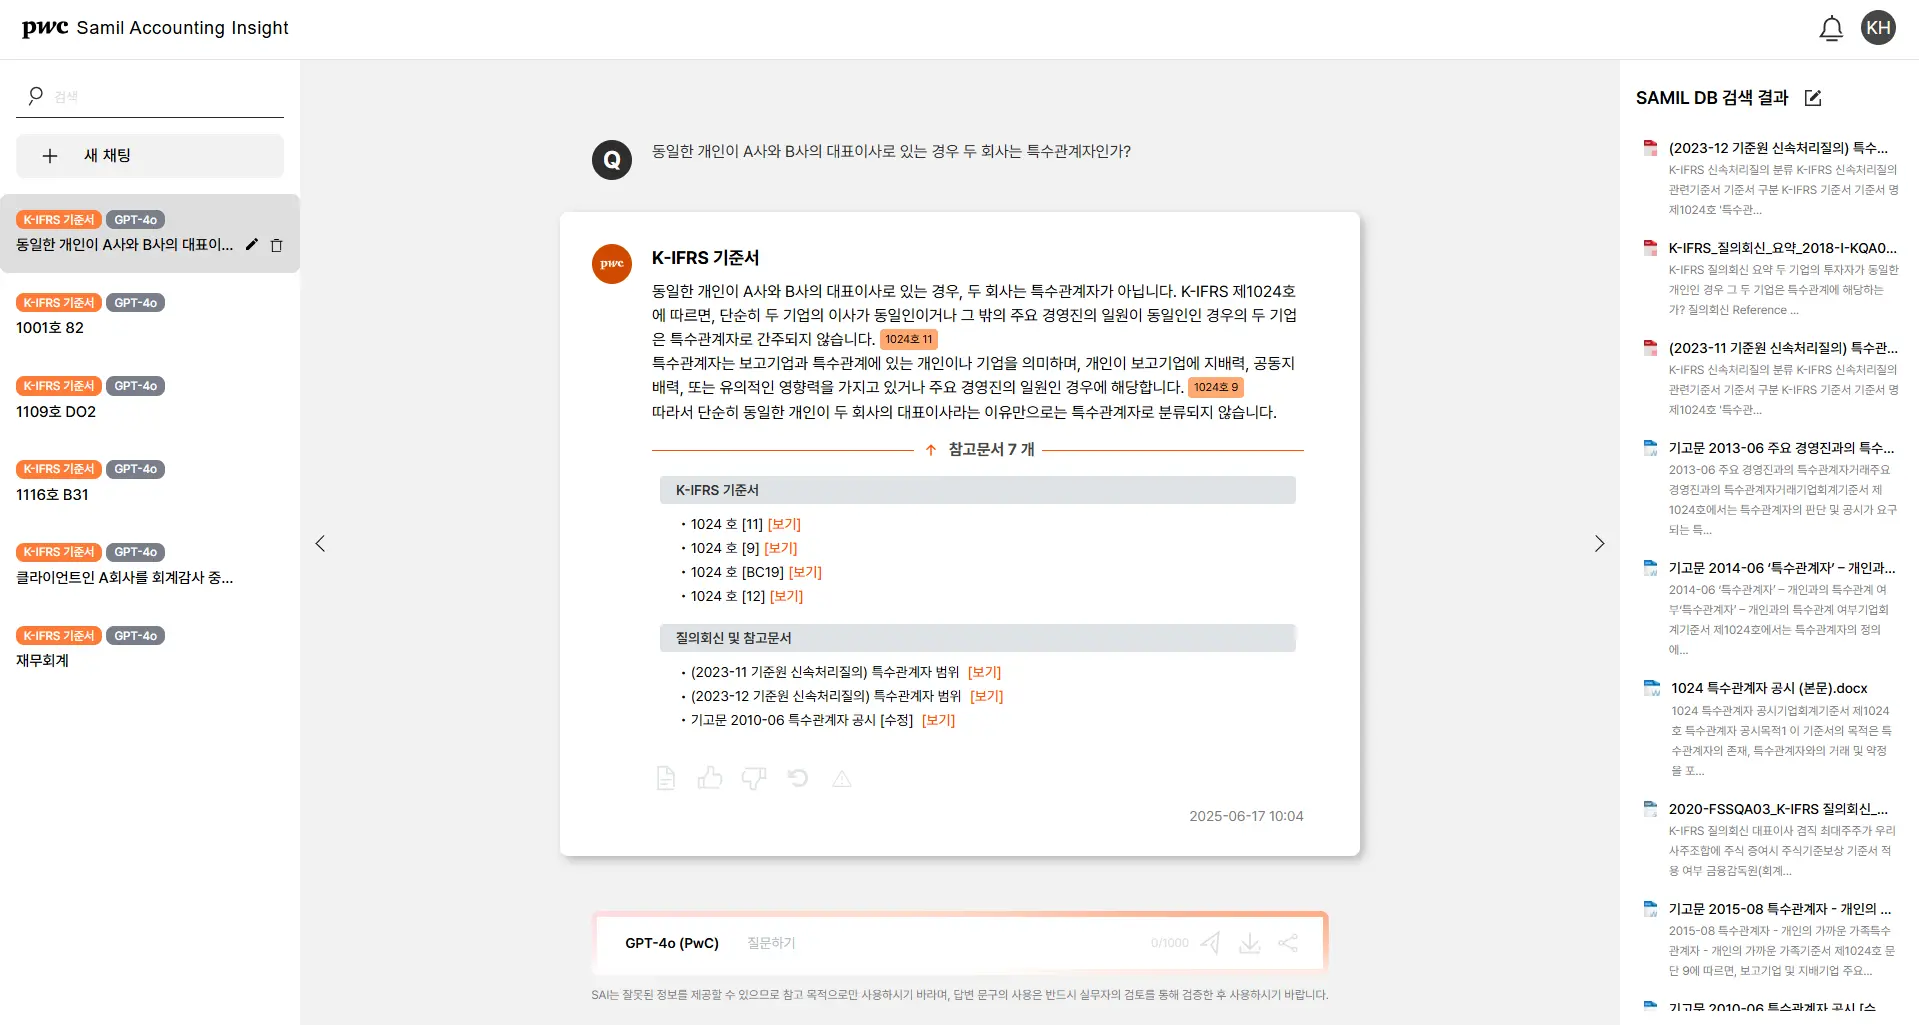 pwc Samil Accounting Insight
KH
검색
새 채팅
K-IFRS 기준서 GPT-4o
동일한 개인이 A사와 B사의 대표이...
K-IFRS 기준서 GPT-4o
1001호 82
K-IFRS 기준서 GPT-4o
1109호 DO2
K-IFRS 기준서 GPT-4o
1116호 B31
K-IFRS 기준서 GPT-4o
클라이언트인 A회사를 회계감사 중...
K-IFRS 기준서 GPT-4o
재무회계
Q
동일한 개인이 A사와 B사의 대표이사로 있는 경우 두 회사는 특수관계자인가?
pwc
K-IFRS 기준서
동일한 개인이 A사와 B사의 대표이사로 있는 경우, 두 회사는 특수관계자가 아닙니다. K-IFRS 제1024호
에 따르면, 단순히 두 기업의 이사가 동일인이거나 그 밖의 주요 경영진의 일원이 동일인인 경우의 두 기업
은 특수관계자로 간주되지 않습니다. 1024호 11
특수관계자는 보고기업과 특수관계에 있는 개인이나 기업을 의미하며, 개인이 보고기업에 지배력, 공동지
배력, 또는 유의적인 영향력을 가지고 있거나 주요 경영진의 일원인 경우에 해당합니다. 1024호 9
따라서 단순히 동일한 개인이 두 회사의 대표이사라는 이유만으로는 특수관계자로 분류되지 않습니다.
참고문서 7 개
K-IFRS 기준서
• 1024 호 [11] [보기]
• 1024 호 [9] [보기]
• 1024 호 [BC19] [보기]
• 1024 호 [12] [보기]
질의회신 및 참고문서
• (2023-11 기준원 신속처리질의) 특수관계자 범위 [보기]
• (2023-12 기준원 신속처리질의) 특수관계자 범위 [보기]
• 기고문 2010-06 특수관계자 공시 [수정] [보기]
2025-06-17 10:04
GPT-4o (PwC) 질문하기 0/1000
SAI는 잘못된 정보를 제공할 수 있으므로 참고 목적으로만 사용하시기 바라며, 답변 문구의 사용은 반드시 실무자의 검토를 통해 검증한 후 사용하시기 바랍니다.
SAMIL DB 검색 결과
(2023-12 기준원 신속처리질의) 특수...
K-IFRS 신속처리질의 분류 K-IFRS 신속처리질의
관련기준서 기준서 구분 K-IFRS 기준서 기준서 명
제1024호 '특수관...
K-IFRS_질의회신_요약_2018-I-KQA0...
K-IFRS 질의회신 요약 두 기업의 투자자가 동일한
개인인 경우 그 두 기업은 특수관계에 해당하는
가? 질의회신 Reference ...
(2023-11 기준원 신속처리질의) 특수관...
K-IFRS 신속처리질의 분류 K-IFRS 신속처리질의
관련기준서 기준서 구분 K-IFRS 기준서 기준서 명
제1024호 '특수관...
기고문 2013-06 주요 경영진과의 특수...
2013-06 주요 경영진과의 특수관계자거래주요
경영진과의 특수관계자거래기업회계기준서 제
1024호에서는 특수관계자의 판단 및 공시가 요구
되는 특...
기고문 2014-06 ‘특수관계자’ – 개인과...
2014-06 ‘특수관계자’ – 개인과의 특수관계 여
부‘특수관계자’ – 개인과의 특수관계 여부기업회
계기준서 제1024호에서는 특수관계자의 정의
에...
1024 특수관계자 공시 (본문).docx
1024 특수관계자 공시기업회계기준서 제1024
호 특수관계자 공시목적1 이 기준서의 목적은 특
수관계자의 존재, 특수관계자와의 거래 및 약정
을 포...
2020-FSSQA03_K-IFRS 질의회신_...
K-IFRS 질의회신 대표이사 겸직 최대주주가 우리
사주조합에 주식 증여시 주식기준보상 기준서 적
용 여부 금융감독원(회계...
기고문 2015-08 특수관계자 - 개인의 ...
2015-08 특수관계자 - 개인의 가까운 가족특수
관계자 - 개인의 가까운 가족기준서 제1024호 문
단 9에 따르면, 보고기업 및 지배기업 주요...
기고문 2010-06 특수관계자 공시 [수...